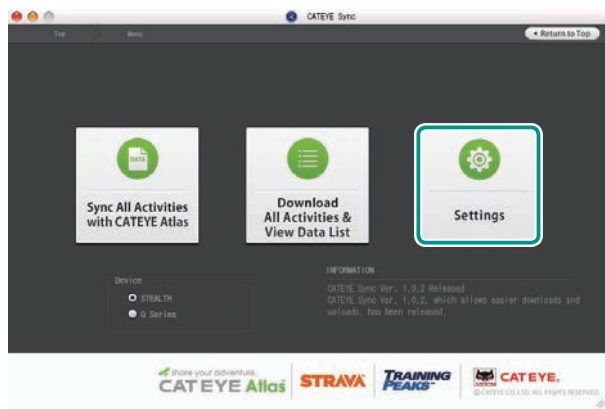 CATEYE Sync
Top
Menu
Return to Top
DATA
Sync All Activities
with CATEYE Atlas
Download
All Activities &
View Data List
Settings
Device
STEALTH
Q Series
INFORMATION
CATEYE Sync Ver. 1.0.2 Released
CATEYE Sync Ver. 1.0.2, which allows easier downloads and
uploads, has been released.
share your adventure.
CATEYE Atlas
STRAVA
TRAINING
PEAKS
CATEYE.
© CATEYE CO.,LTD. ALL RIGHTS RESERVED.